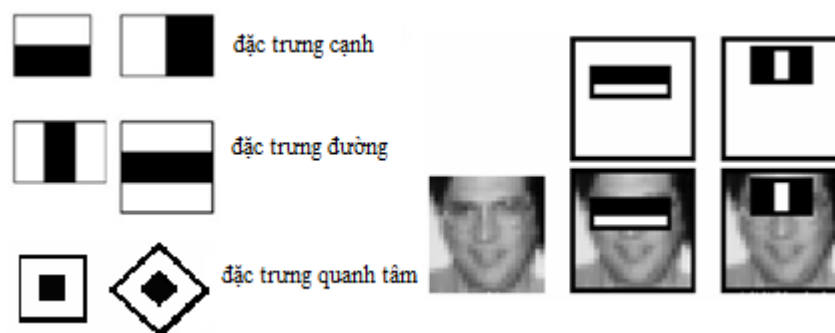 đặc trưng cạnh
đặc trưng đường
đặc trưng quanh tâm